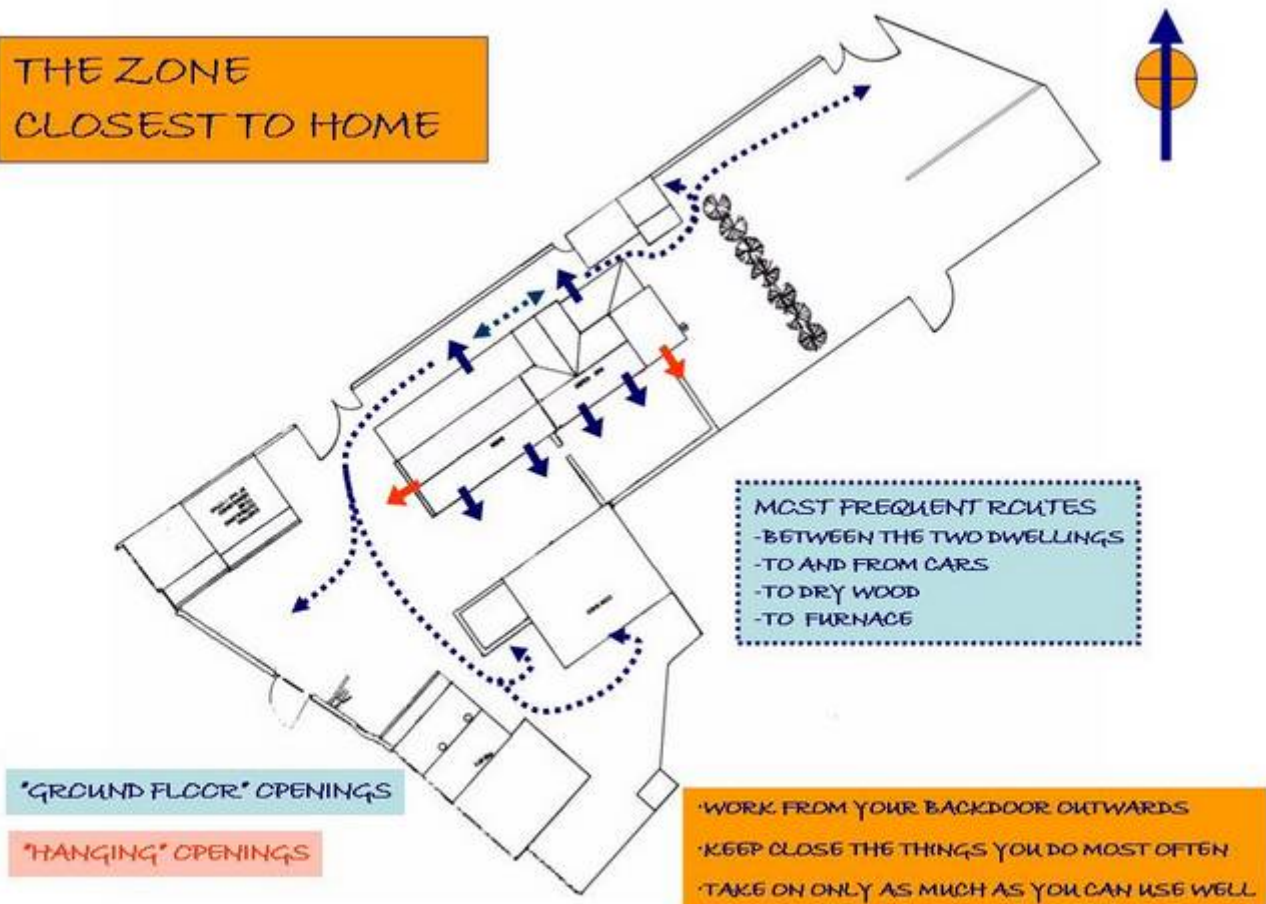 THE ZONE
CLOSEST TO HOME
MOST FREQUENT ROUTES
-BETWEEN THE TWO DWELLINGS
-TO AND FROM CARS
-TO DRY WOOD
-TO FURNACE
"GROUND FLOOR" OPENINGS
"HANGING" OPENINGS
·WORK FROM YOUR BACKDOOR OUTWARDS
·KEEP CLOSE THE THINGS YOU DO MOST OFTEN
·TAKE ON ONLY AS MUCH AS YOU CAN USE WELL